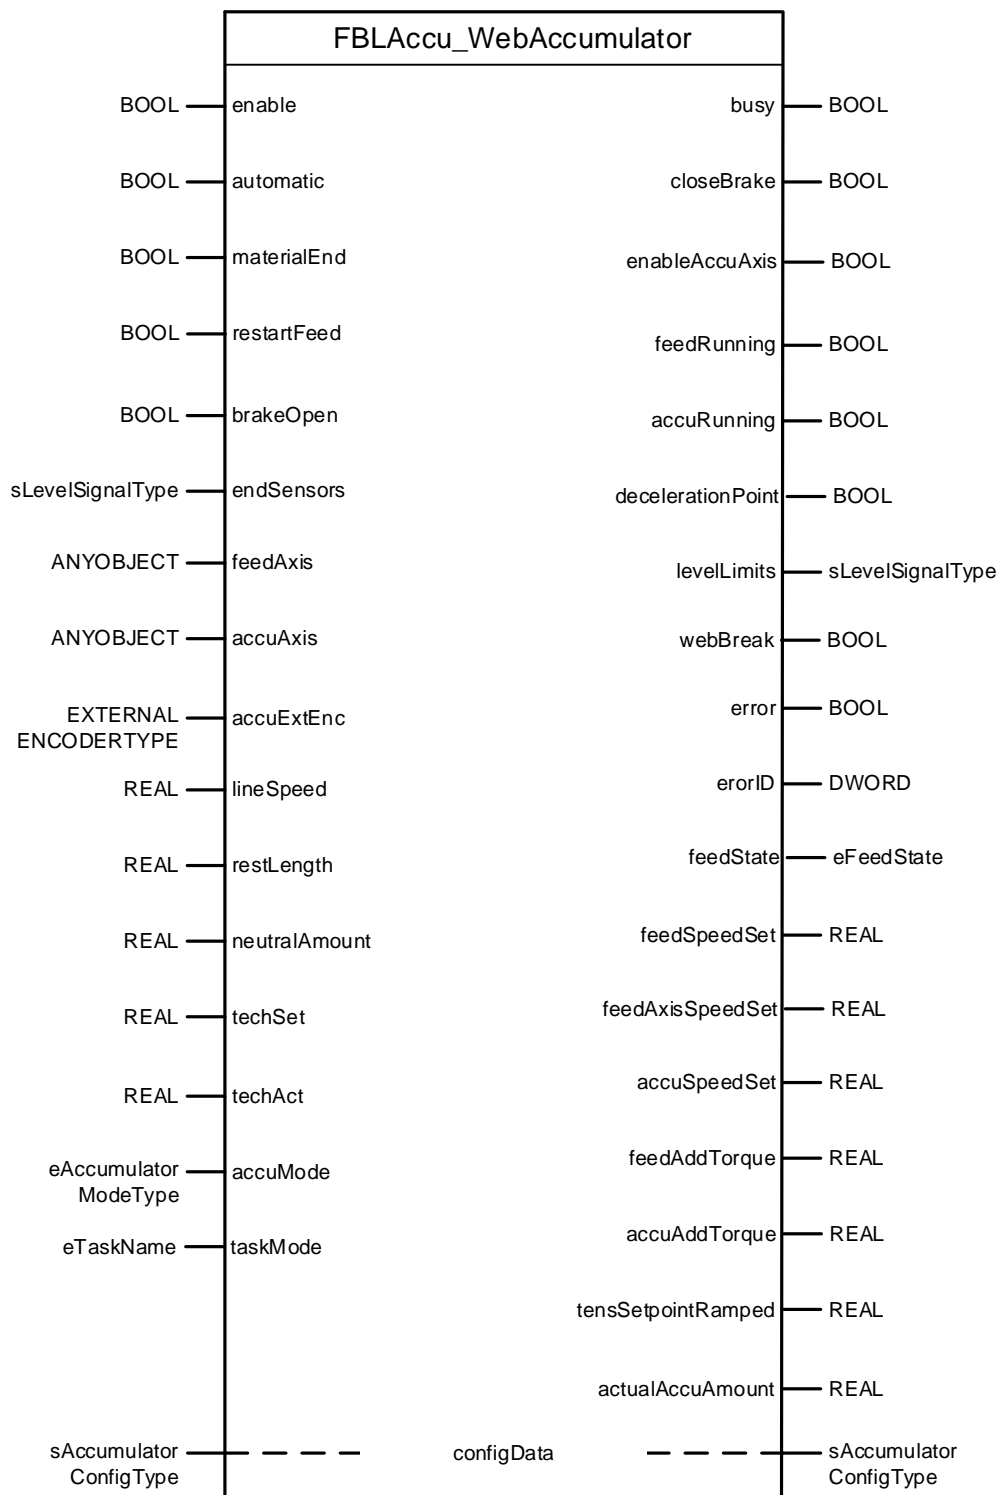 FBLAccu_WebAccumulator
BOOL enable busy BOOL
BOOL automatic closeBrake BOOL
BOOL materialEnd enableAccuAxis BOOL
BOOL restartFeed feedRunning BOOL
BOOL brakeOpen accuRunning BOOL
sLevelSignalType endSensors decelerationPoint BOOL
ANYOBJECT feedAxis levelLimits sLevelSignalType
ANYOBJECT accuAxis webBreak BOOL
EXTERNAL accuExtEnc error BOOL
ENCODERTYPE
REAL lineSpeed erorID DWORD
REAL restLength feedState eFeedState
REAL neutralAmount feedSpeedSet REAL
REAL techSet feedAxisSpeedSet REAL
REAL techAct accuSpeedSet REAL
eAccumulator accuMode feedAddTorque REAL
ModeType
eTaskName taskMode accuAddTorque REAL
tensSetpointRamped REAL
actualAccuAmount REAL
sAccumulator configData sAccumulator
ConfigType ConfigType